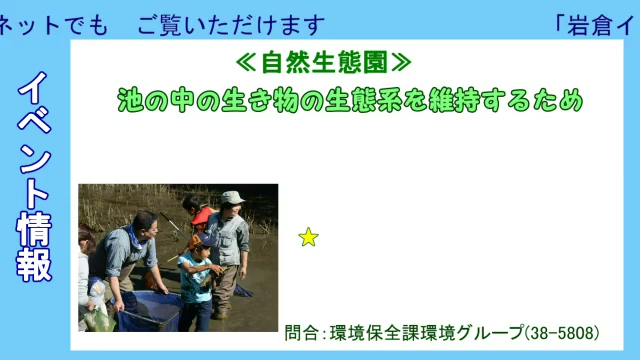 ネットでも　ご覧いただけます　「岩倉イ
イベント情報
≪自然生態園≫
池の中の生き物の生態系を維持するため
問合:環境保全課環境グループ(38-5808)